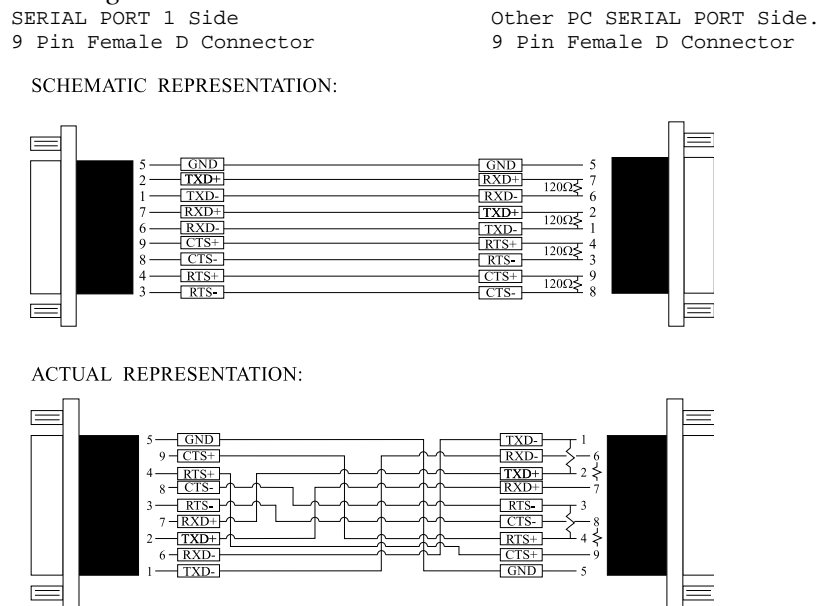 SERIAL PORT 1 Side
9 Pin Female D Connector
Other PC SERIAL PORT Side.
9 Pin Female D Connector
SCHEMATIC REPRESENTATION:
5 GND GND 5
2 TXD+ RXD+ 7
120Ω
1 TXD- RXD- 6
7 RXD+ TXD+ 2
120Ω
6 RXD- TXD- 1
9 CTS+ RTS+ 4
120Ω
8 CTS- RTS- 3
4 RTS+ CTS+ 9
120Ω
3 RTS- CTS- 8
ACTUAL REPRESENTATION:
5 GND TXD- 1
9 CTS+ RXD- 6
4 RTS+ TXD+ 2
8 CTS- RXD+ 7
3 RTS- RTS- 3
7 RXD+ CTS- 8
2 TXD+ RTS+ 4
6 RXD- CTS+ 9
1 TXD- GND 5